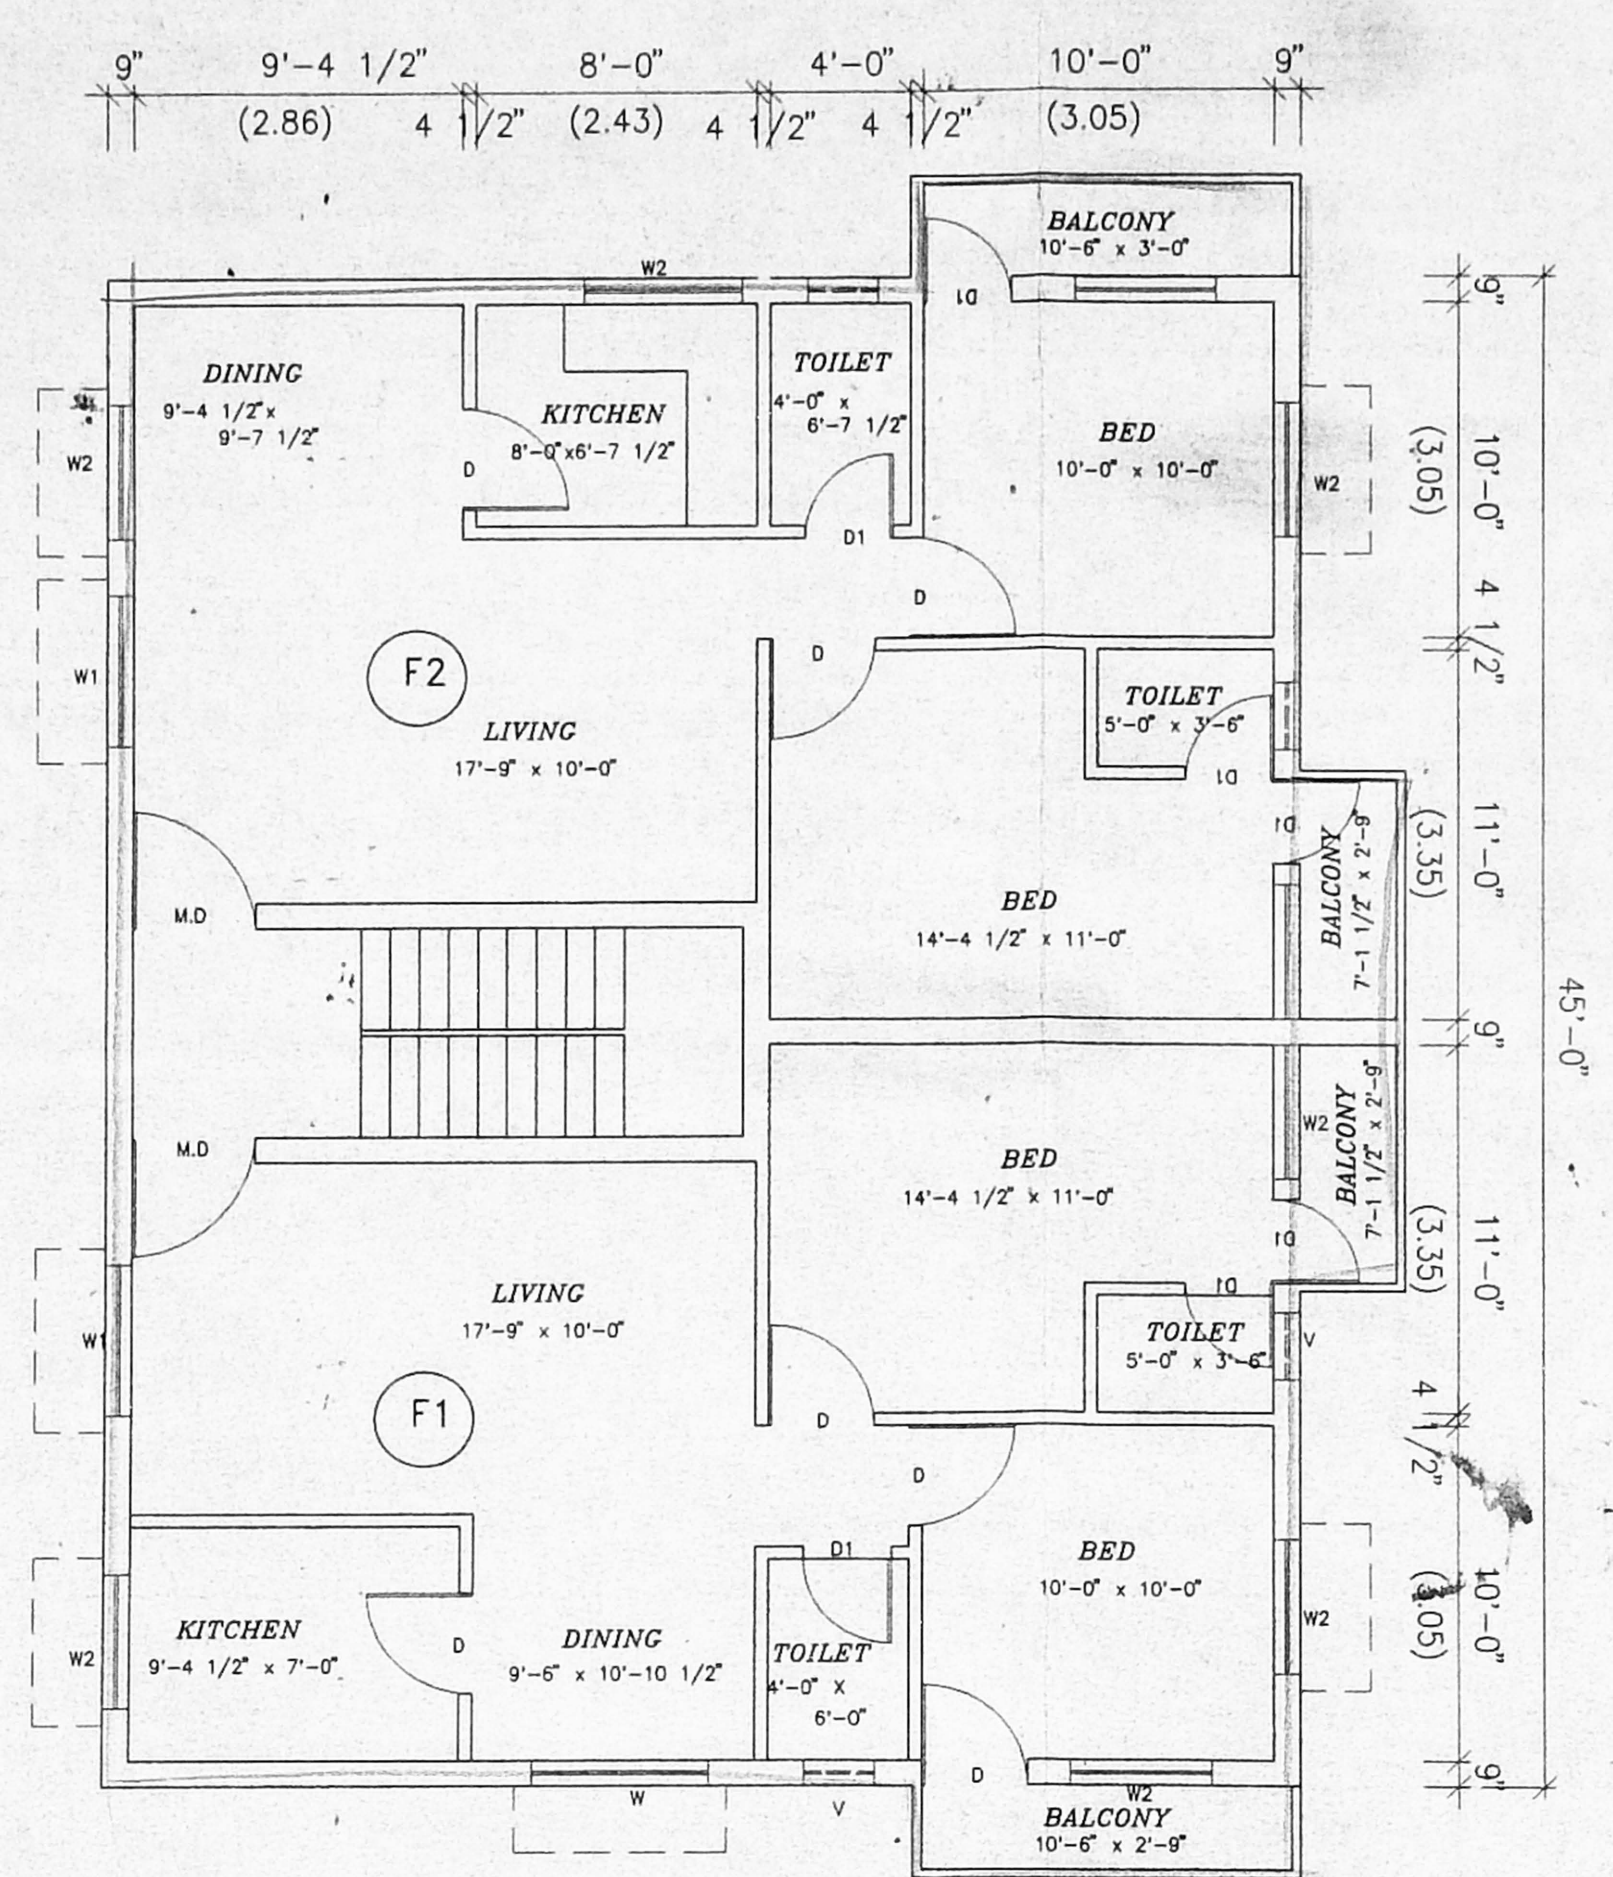 9" 9'-4 1/2" 8'-0" 4'-0" 10'-0" 9"
(2.86) 4 1/2" (2.43) 4 1/2" 4 1/2" (3.05)
BALCONY
10'-6" x 3'-0"
W2
D1
9"
DINING
9'-4 1/2"x
9'-7 1/2"
KITCHEN
8'-0"x6'-7 1/2"
TOILET
4'-0" x
6'-7 1/2"
BED
10'-0" x 10'-0"
W2
D
W2
(3.05)
10'-0"
D1
D
4 1/2"
W1
F2
D
LIVING
17'-9" x 10'-0"
TOILET
5'-0" x 3'-6"
D1
D1
BALCONY
7'-1 1/2" x 2'-9"
(3.35)
11'-0"
M.D
BED
14'-4 1/2" x 11'-0"
45'-0"
9"
M.D
BED
14'-4 1/2" x 11'-0"
W2
BALCONY
7'-1 1/2" x 2'-9"
D1
(3.35)
11'-0"
D1
LIVING
17'-9" x 10'-0"
W1
TOILET
5'-0" x 3'-6"
V
F1
D
4 1/2"
D
D1
BED
10'-0" x 10'-0"
W2
(3.05)
10'-0"
KITCHEN
9'-4 1/2" x 7'-0"
W2
D
DINING
9'-6" x 10'-10 1/2"
TOILET
4'-0" X
6'-0"
D
9"
W
V
W2
BALCONY
10'-6" x 2'-9"